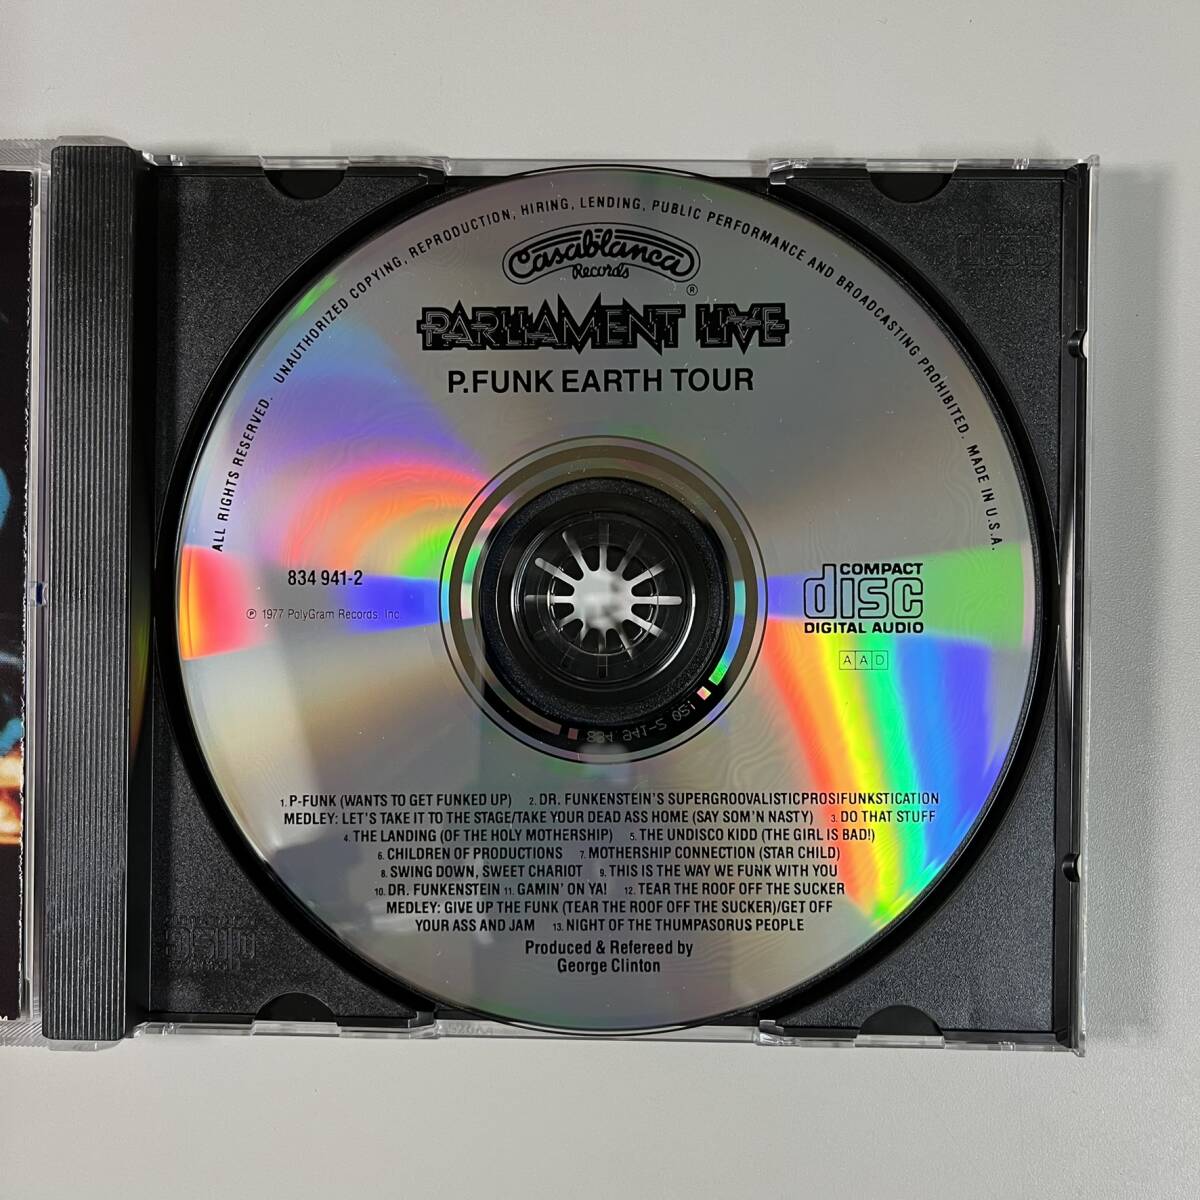 ALL RIGHTS RESERVED. UNAUTHORIZED COPYING, REPRODUCTION, HIRING, LENDING, PUBLIC PERFORMANCE AND BROADCASTING PROHIBITED. MADE IN U.S.A.
Casablanca
Records
®
PARLIAMENT LIVE
P.FUNK EARTH TOUR
834 941-2
℗ 1977 PolyGram Records, Inc.
COMPACT
disc
DIGITAL AUDIO
A A D
1. P-FUNK (WANTS TO GET FUNKED UP) 2. DR. FUNKENSTEIN'S SUPERGROOVALISTICPROSIFUNKSTICATION
MEDLEY: LET'S TAKE IT TO THE STAGE/TAKE YOUR DEAD ASS HOME (SAY SOM'N NASTY) 3. DO THAT STUFF
4. THE LANDING (OF THE HOLY MOTHERSHIP) 5. THE UNDISCO KIDD (THE GIRL IS BAD!)
6. CHILDREN OF PRODUCTIONS 7. MOTHERSHIP CONNECTION (STAR CHILD)
8. SWING DOWN, SWEET CHARIOT 9. THIS IS THE WAY WE FUNK WITH YOU
10. DR. FUNKENSTEIN 11. GAMIN' ON YA! 12. TEAR THE ROOF OFF THE SUCKER
MEDLEY: GIVE UP THE FUNK (TEAR THE ROOF OFF THE SUCKER)/GET OFF
YOUR ASS AND JAM 13. NIGHT OF THE THUMPASORUS PEOPLE
Produced & Refereed by
George Clinton